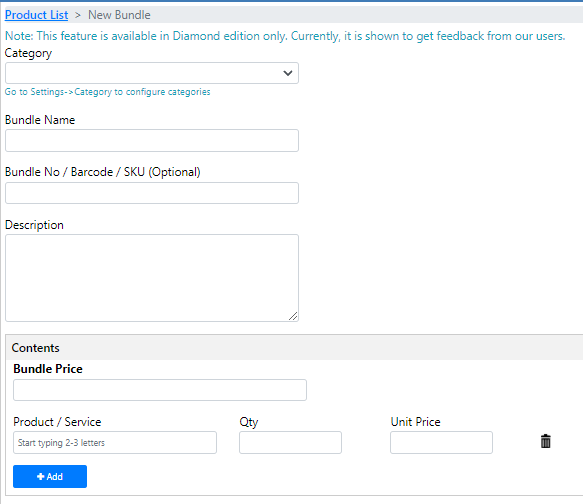 Product List > New Bundle
Note: This feature is available in Diamond edition only. Currently, it is shown to get feedback from our users.
Category
Go to Settings->Category to configure categories
Bundle Name
Bundle No / Barcode / SKU (Optional)
Description
Contents
Bundle Price
Product / Service Qty Unit Price
Start typing 2-3 letters
+ Add